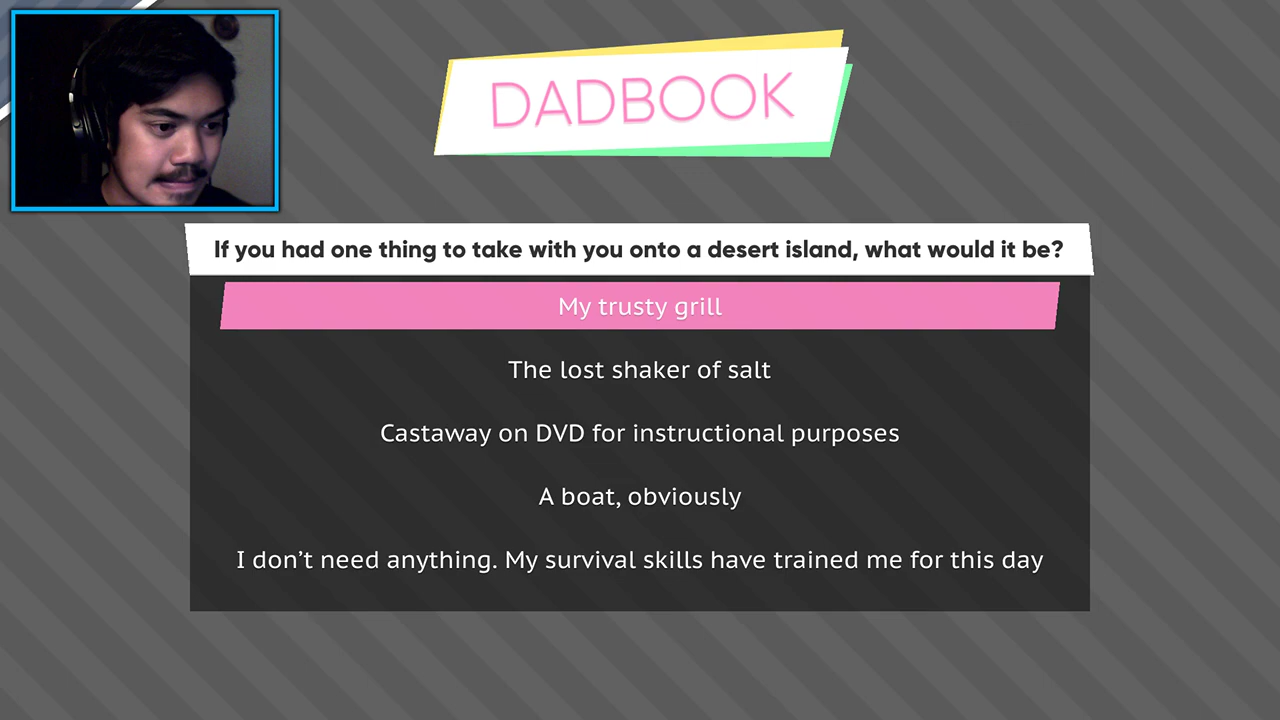 DADBOOK
If you had one thing to take with you onto a desert island, what would it be?
My trusty grill
The lost shaker of salt
Castaway on DVD for instructional purposes
A boat, obviously
I don’t need anything. My survival skills have trained me for this day